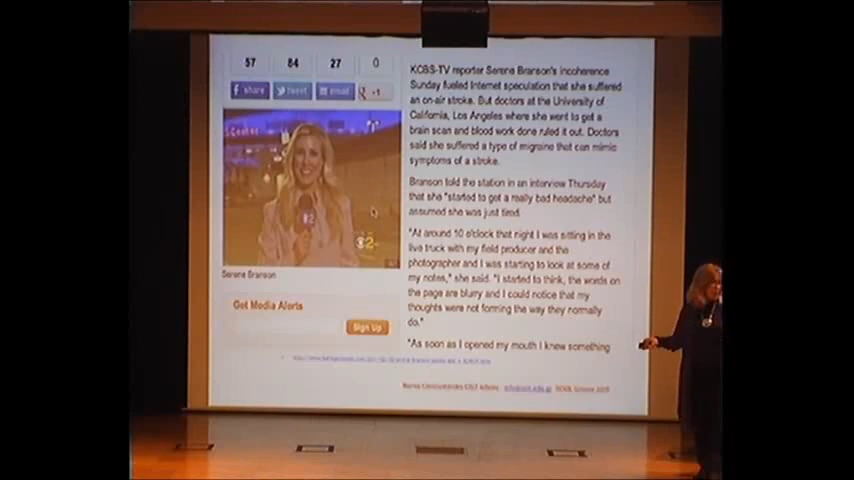 57 84 27 0
share tweet email +1
KCBS-TV reporter Serene Branson's incoherence
Sunday fueled Internet speculation that she suffered
an on-air stroke. But doctors at the University of
California, Los Angeles where she went to get a
brain scan and blood work done ruled it out. Doctors
said she suffered a type of migraine that can mimic
symptoms of a stroke.
Branson told the station in an interview Thursday
that she "started to get a really bad headache" but
assumed she was just tired.
"At around 10 o'clock that night I was sitting in the
live truck with my field producer and the
photographer and I was starting to look at some of
my notes," she said. "I started to think, the words on
the page are blurry and I could notice that my
thoughts were not forming the way they normally
do."
"As soon as I opened my mouth I knew something
Center
2
2
Serene Branson
Get Media Alerts
Sign Up